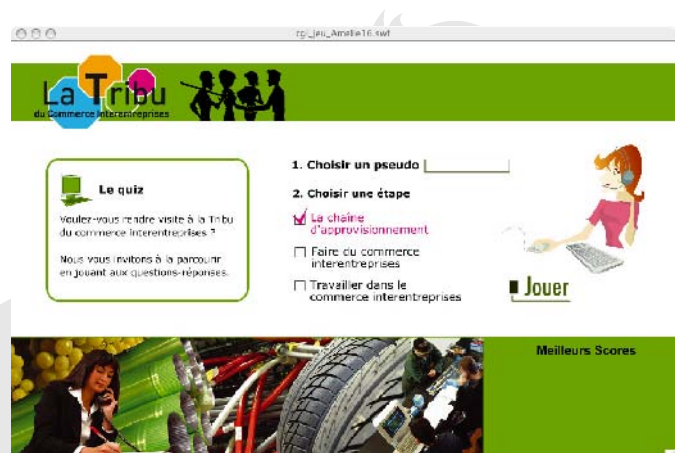 cgi_jeu_Amelie16.swf
La Tribu
du Commerce Interentreprises
Le quiz
Voulez-vous rendre visite à la Tribu
du commerce interentreprises ?
Nous vous invitons à la parcourir
en jouant aux questions-réponses.
1. Choisir un pseudo
2. Choisir une étape
La chaîne
d'approvisionnement
Faire du commerce
interentreprises
Travailler dans le
commerce interentreprises
Jouer
Meilleurs Scores